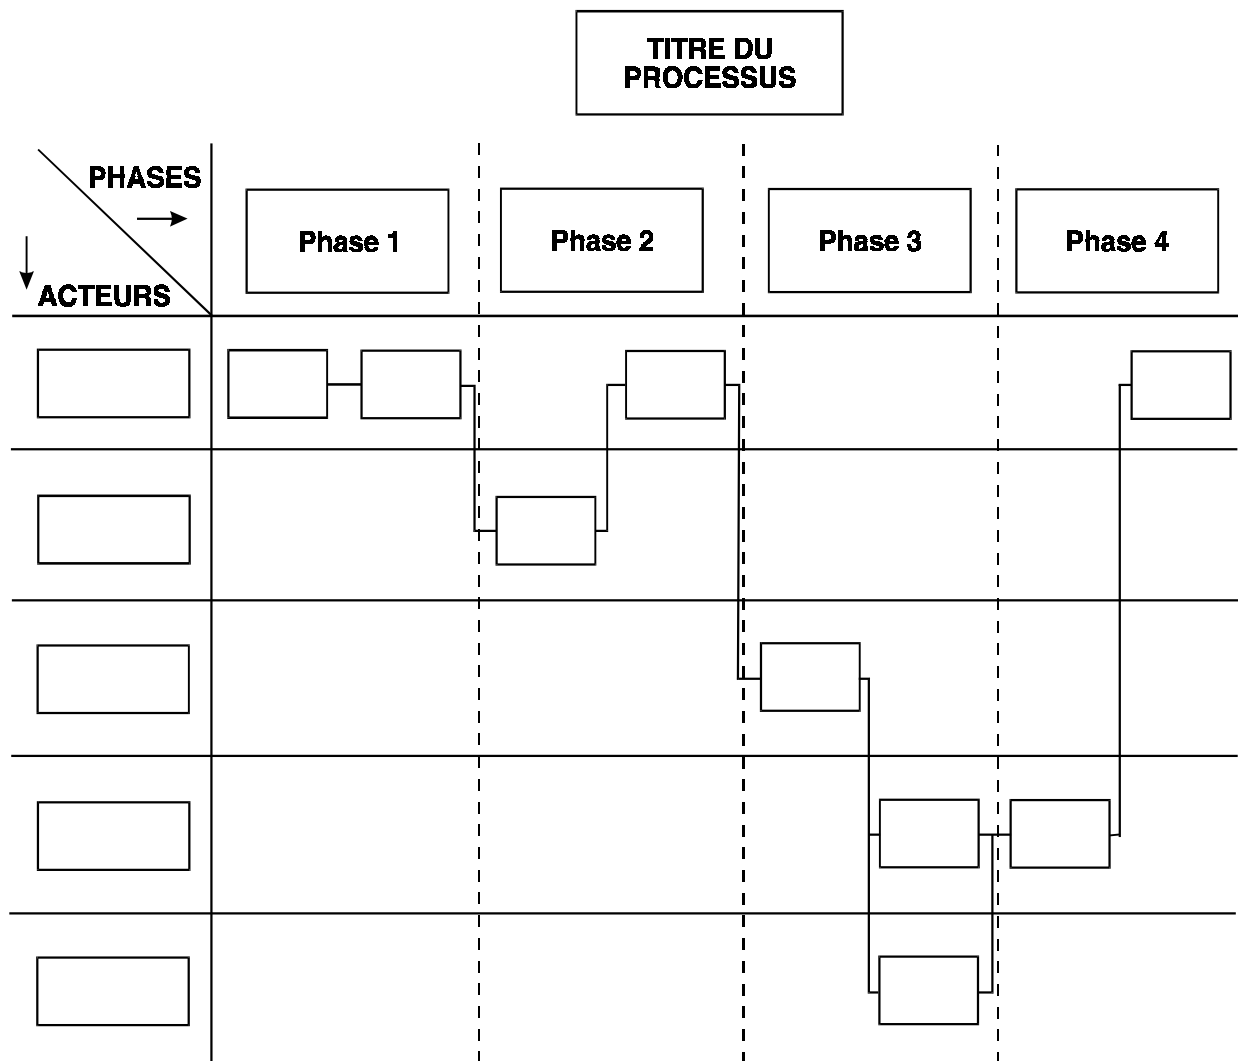 TITRE DU
PROCESSUS
PHASES
ACTEURS
Phase 1
Phase 2
Phase 3
Phase 4